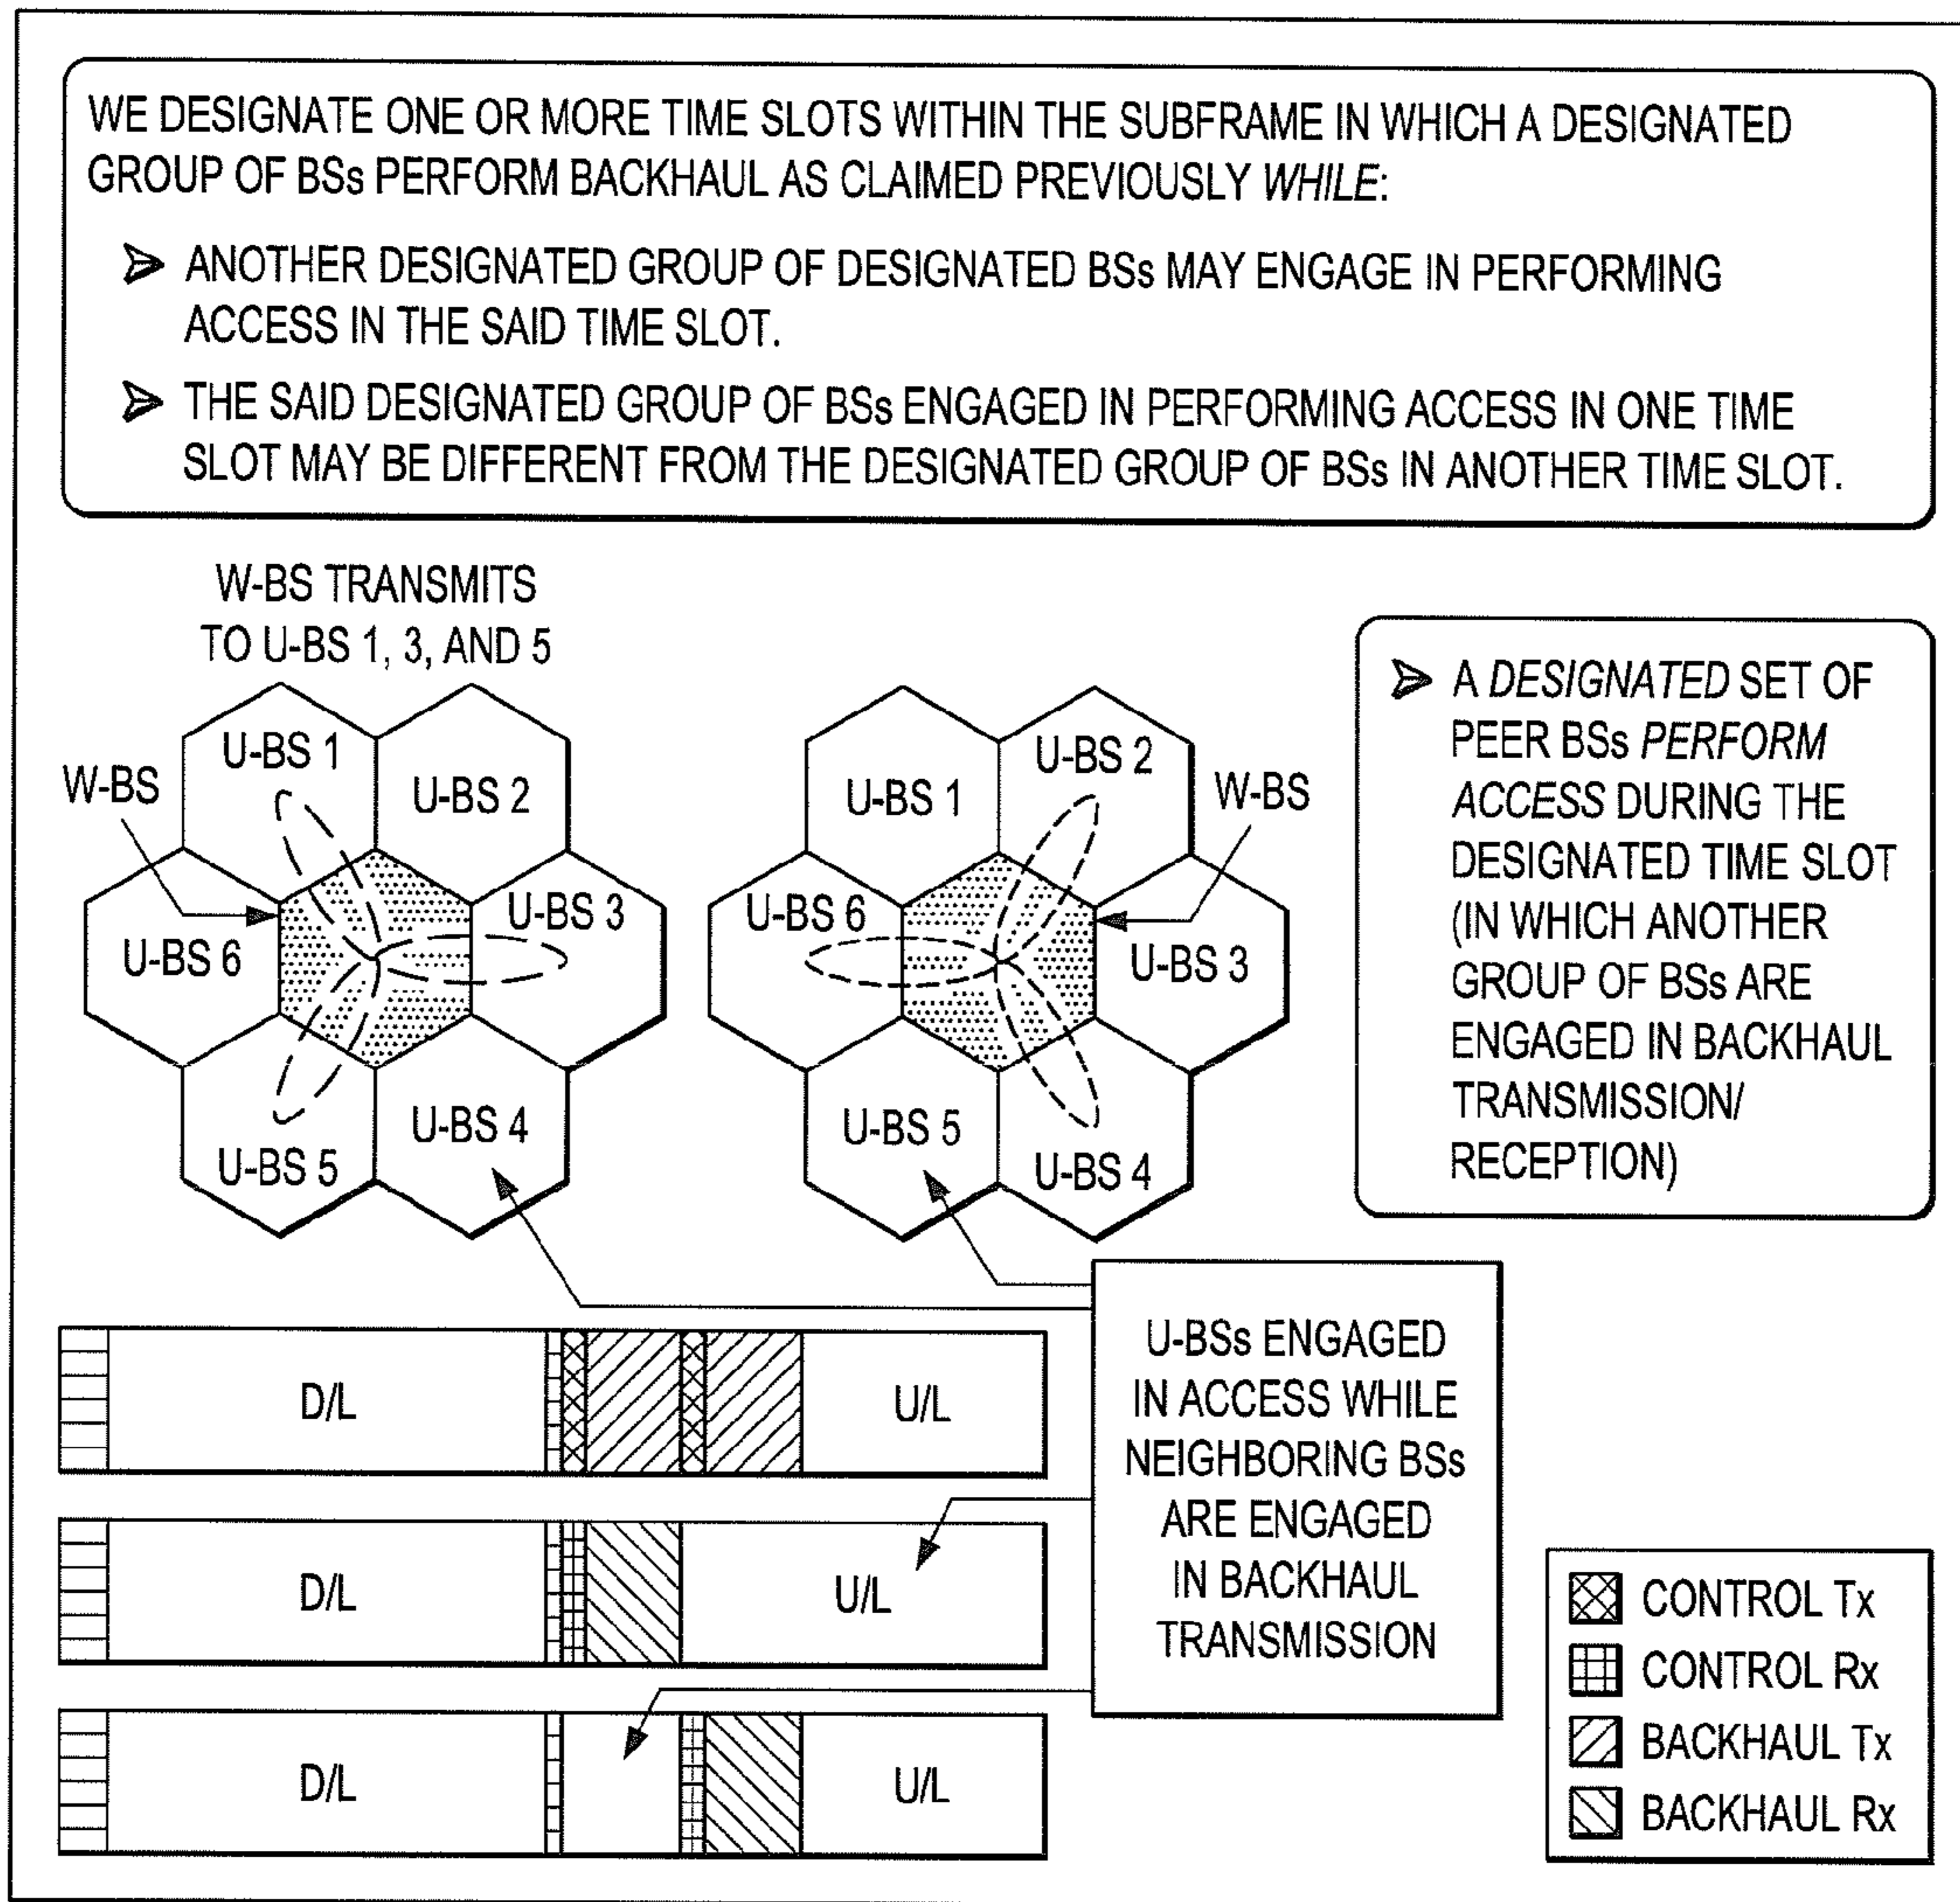 WE DESIGNATE ONE OR MORE TIME SLOTS WITHIN THE SUBFRAME IN WHICH A DESIGNATED
GROUP OF BSs PERFORM BACKHAUL AS CLAIMED PREVIOUSLY WHILE:
➢ ANOTHER DESIGNATED GROUP OF DESIGNATED BSs MAY ENGAGE IN PERFORMING
ACCESS IN THE SAID TIME SLOT.
➢ THE SAID DESIGNATED GROUP OF BSs ENGAGED IN PERFORMING ACCESS IN ONE TIME
SLOT MAY BE DIFFERENT FROM THE DESIGNATED GROUP OF BSs IN ANOTHER TIME SLOT.
W-BS TRANSMITS
TO U-BS 1, 3, AND 5
W-BS
U-BS 1
U-BS 2
U-BS 3
U-BS 6
U-BS 4
U-BS 5
U-BS 2
U-BS 1
W-BS
U-BS 6
U-BS 3
U-BS 5
U-BS 4
➢ A DESIGNATED SET OF
PEER BSs PERFORM
ACCESS DURING THE
DESIGNATED TIME SLOT
(IN WHICH ANOTHER
GROUP OF BSs ARE
ENGAGED IN BACKHAUL
TRANSMISSION/
RECEPTION)
D/L
U/L
D/L
U/L
D/L
U/L
U-BSs ENGAGED
IN ACCESS WHILE
NEIGHBORING BSs
ARE ENGAGED
IN BACKHAUL
TRANSMISSION
CONTROL Tx
CONTROL Rx
BACKHAUL Tx
BACKHAUL Rx